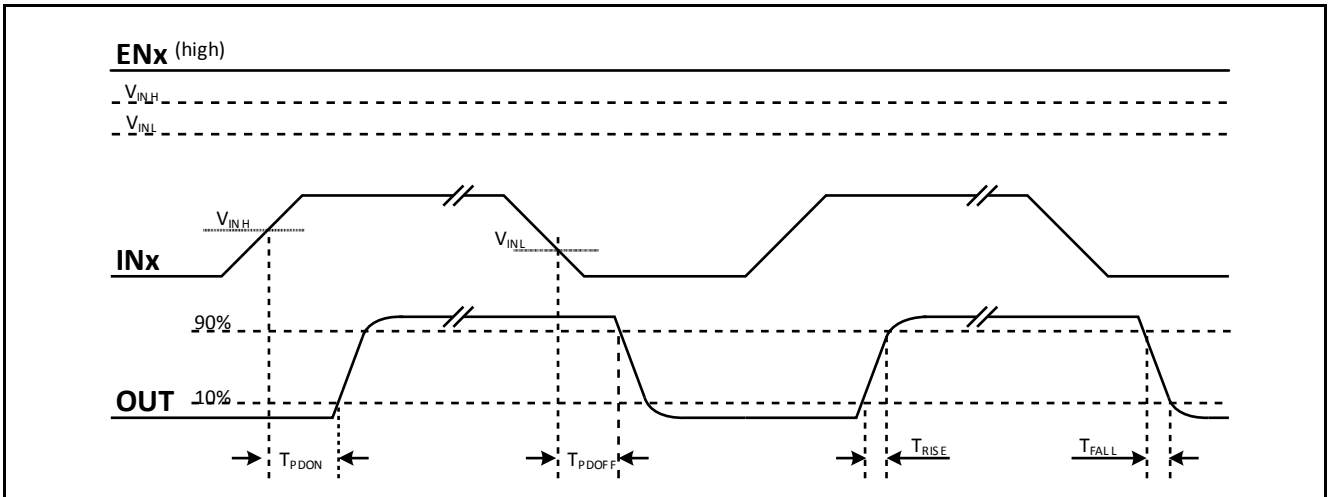 ENx (high)
VINH
VINL
VINH
VINL
INx
90%
OUT 10%
TPDON TPDOFF TRISE TFALL